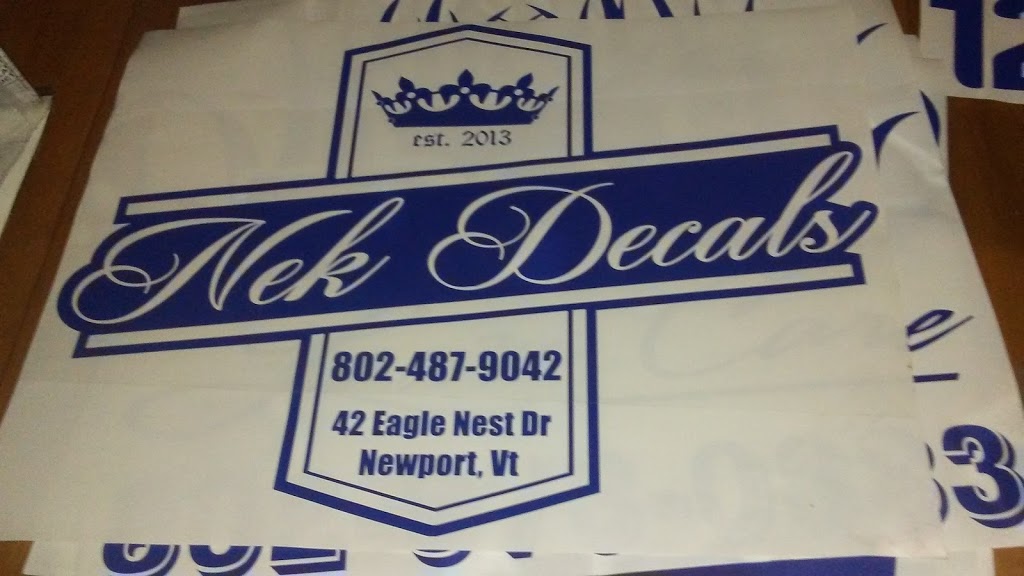 est. 2013
Nek Decals
802-487-9042
42 Eagle Nest Dr
Newport, Vt